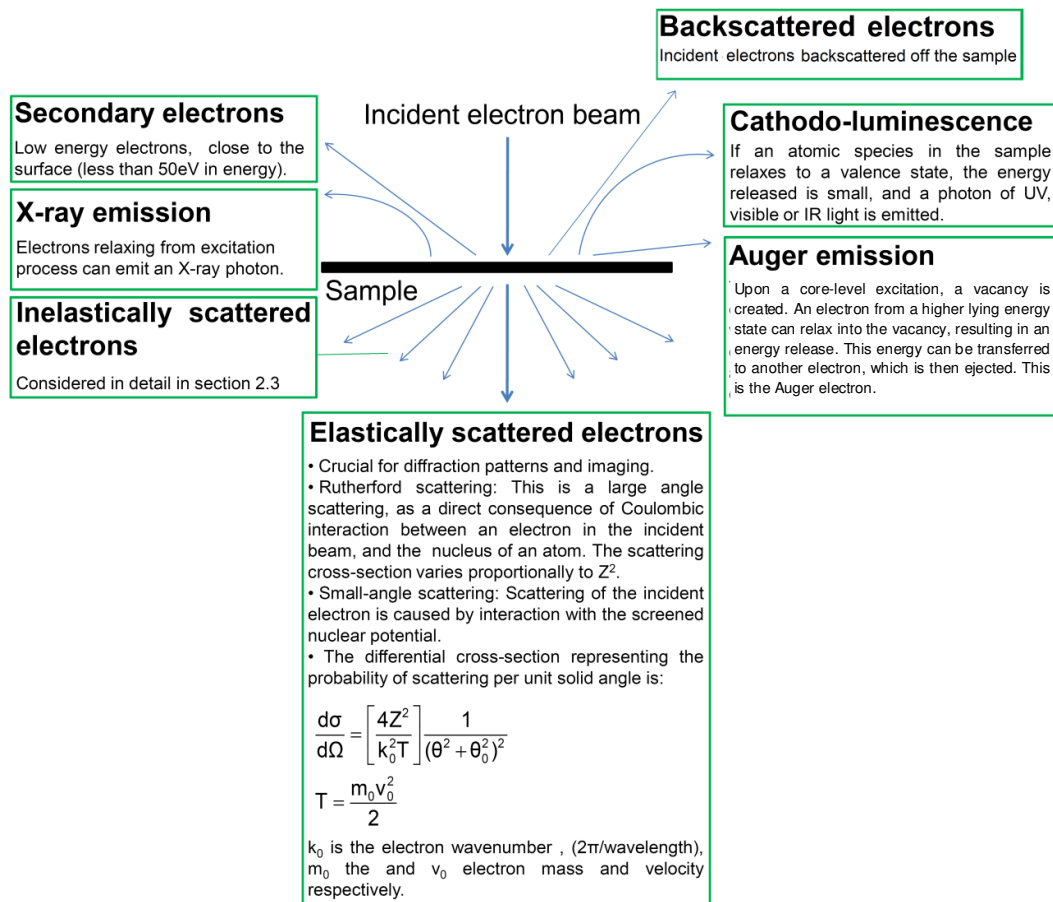 Backscattered electrons
Incident electrons backscattered off the sample
Secondary electrons
Low energy electrons, close to the
surface (less than 50eV in energy).
Incident electron beam
Cathodo-luminescence
If an atomic species in the sample
relaxes to a valence state, the energy
released is small, and a photon of UV,
visible or IR light is emitted.
X-ray emission
Electrons relaxing from excitation
process can emit an X-ray photon.
Auger emission
Upon a core-level excitation, a vacancy is
created. An electron from a higher lying energy
state can relax into the vacancy, resulting in an
energy release. This energy can be transferred
to another electron, which is then ejected. This
is the Auger electron.
Sample
Inelastically scattered
electrons
Considered in detail in section 2.3
Elastically scattered electrons
• Crucial for diffraction patterns and imaging.
• Rutherford scattering: This is a large angle
scattering, as a direct consequence of Coulombic
interaction between an electron in the incident
beam, and the nucleus of an atom. The scattering
cross-section varies proportionally to Z².
• Small-angle scattering: Scattering of the incident
electron is caused by interaction with the screened
nuclear potential.
• The differential cross-section representing the
probability of scattering per unit solid angle is:
dσ/dΩ = [4Z²/k₀²T] 1/(θ² + θ₀²)²
T = m₀v₀²/2
k₀ is the electron wavenumber , (2π/wavelength),
m₀ the and v₀ electron mass and velocity
respectively.